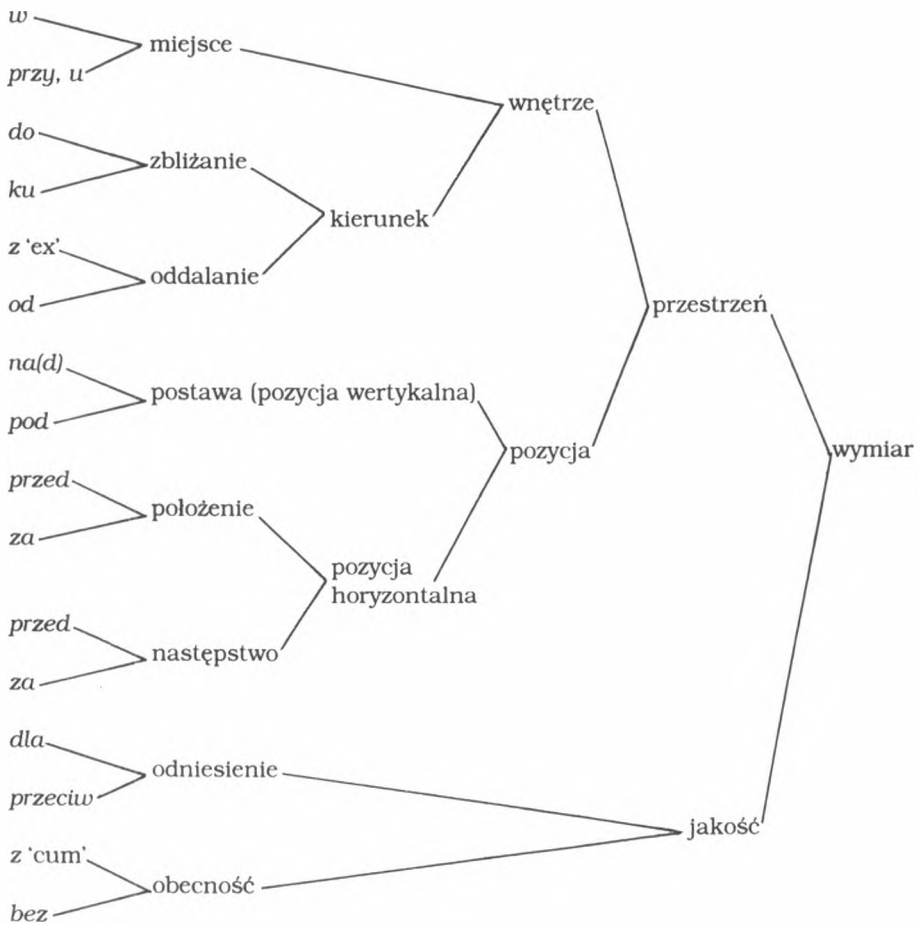 w
miejsce
przy, u
wnętrze
do
zbliżanie
ku
kierunek
z ‘ex’
oddalanie
od
przestrzeń
na(d)
postawa (pozycja wertykalna)
pod
pozycja
wymiar
przed
położenie
za
pozycja
horyzontalna
przed
następstwo
za
dla
odniesienie
przeciw
jakość
z ‘cum’
obecność
bez